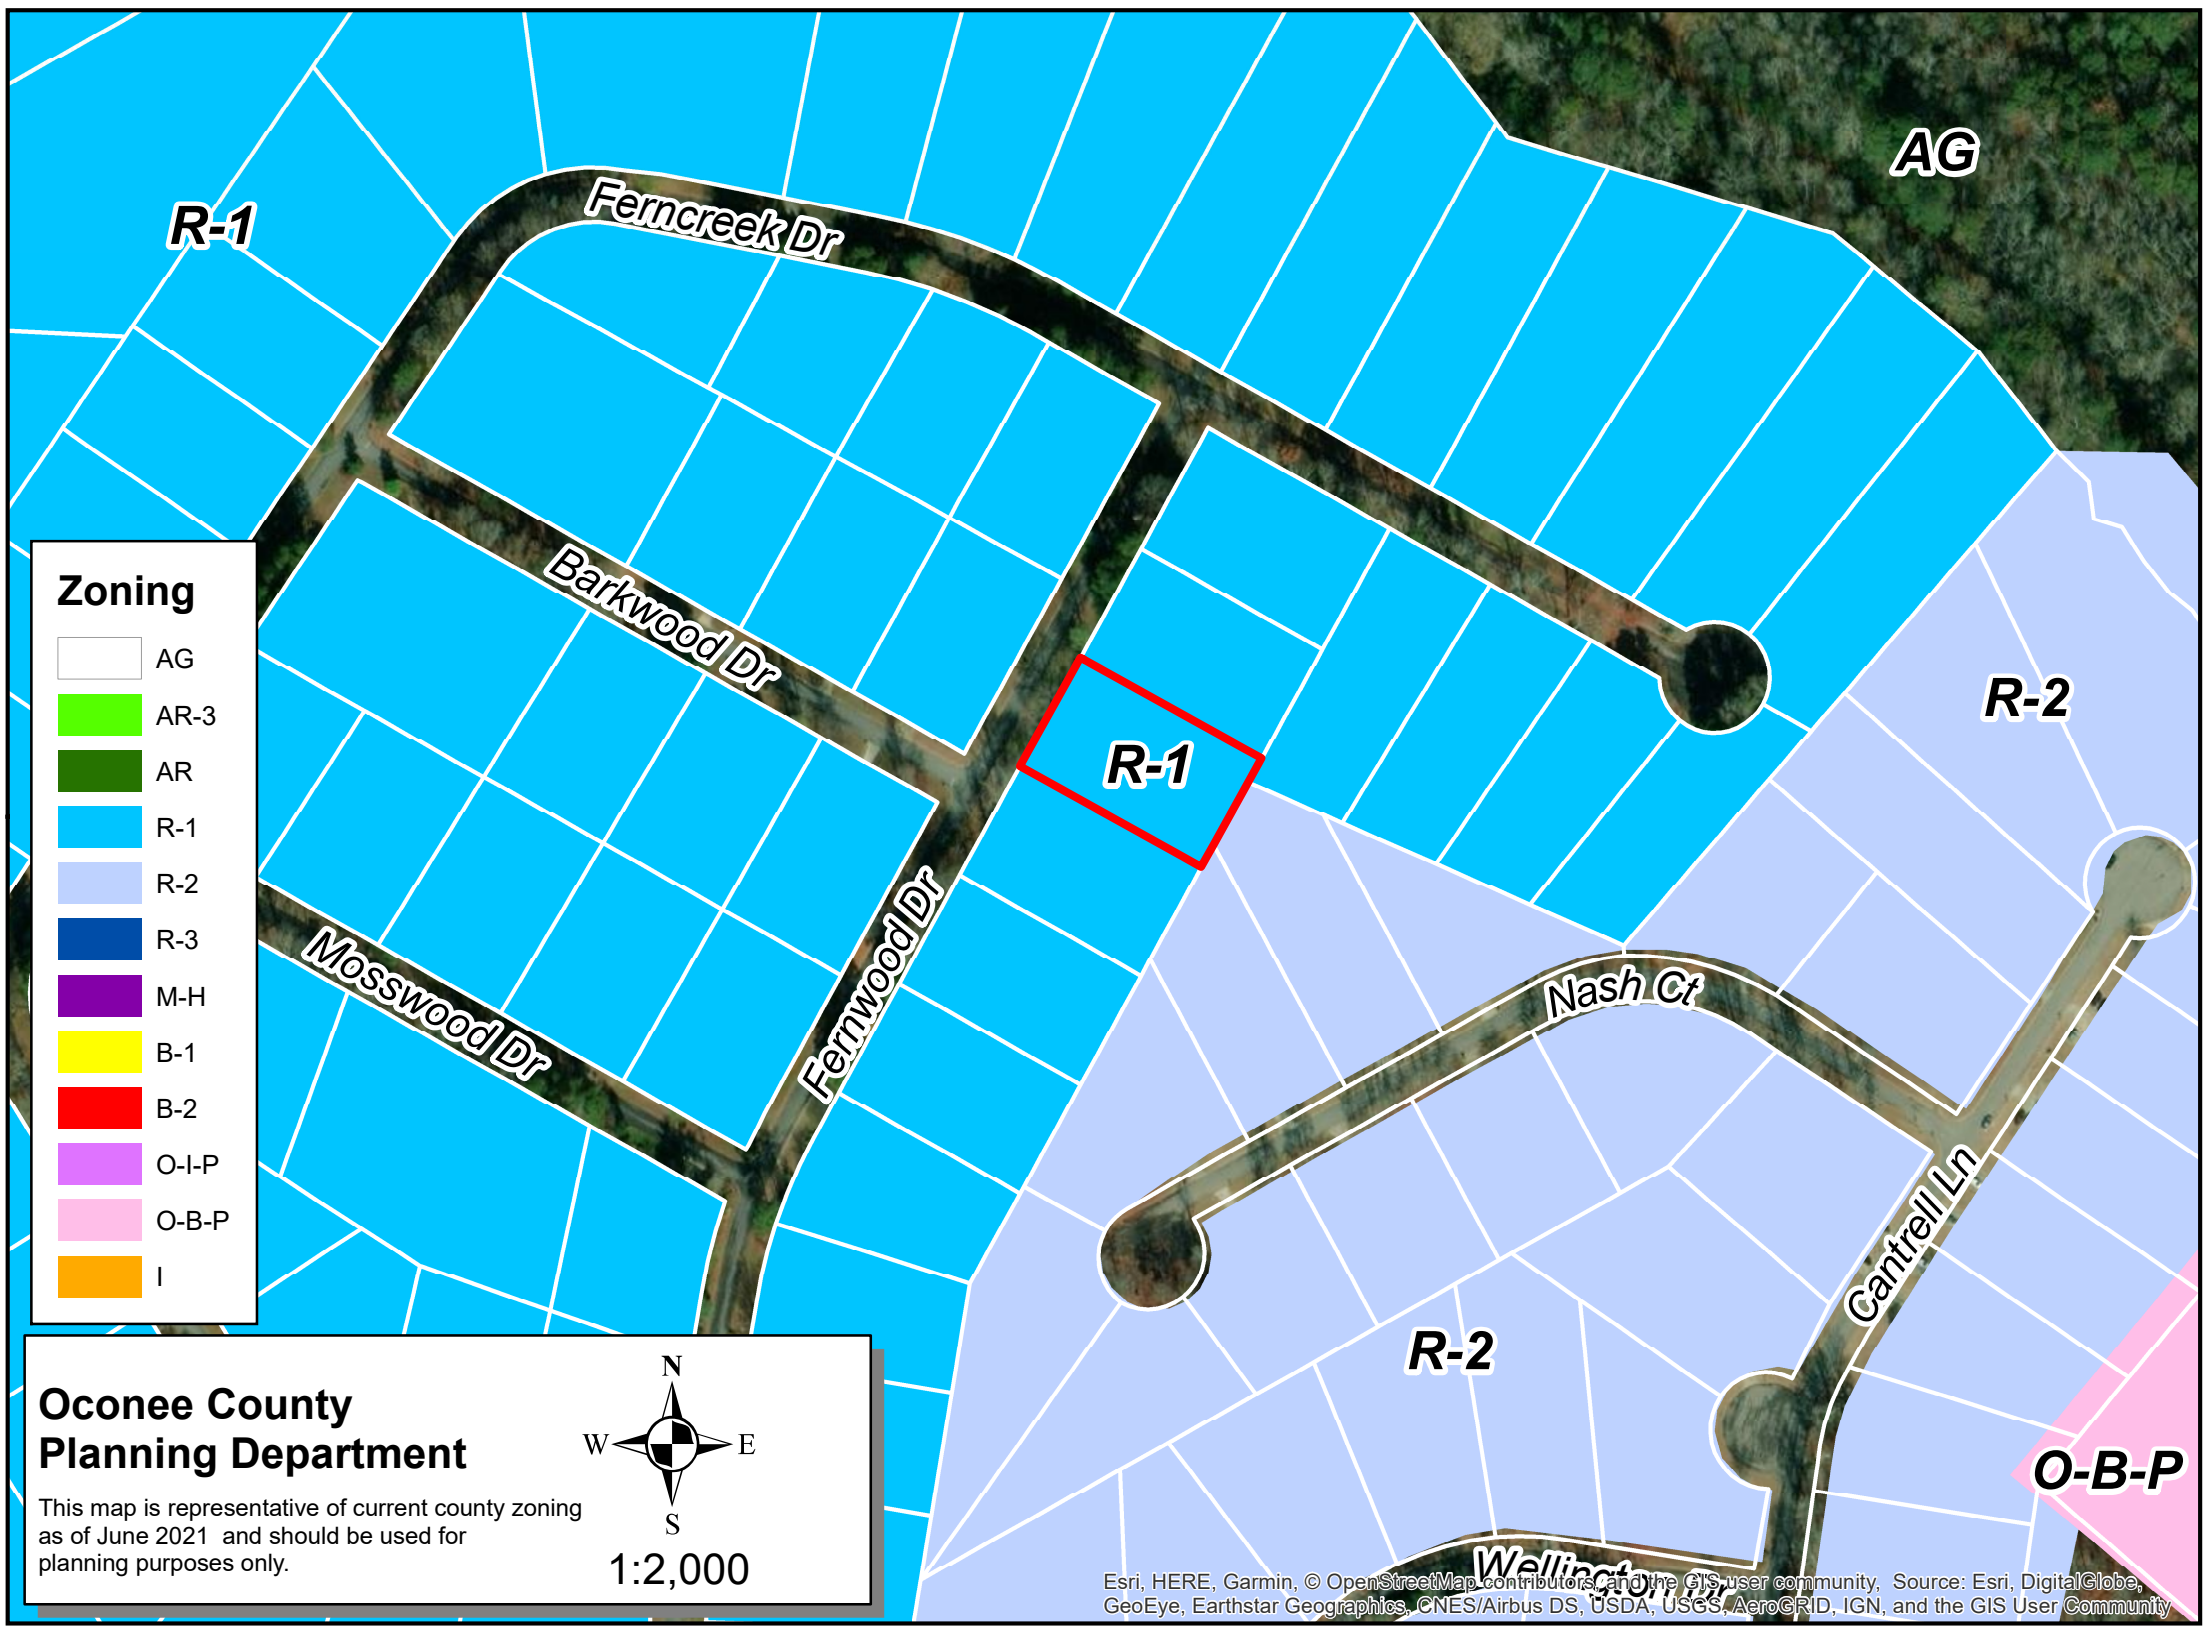 AG
R-1
Ferncreek Dr
Barkwood Dr
R-2
R-1
Zoning
AG
AR-3
AR
R-1
R-2
R-3
M-H
B-1
B-2
O-I-P
O-B-P
I
Mosswood Dr
Fernwood Dr
Nash Ct
Cantrell Ln
R-2
O-B-P
Wellington Dr
Oconee County
Planning Department
This map is representative of current county zoning
as of June 2021 and should be used for
planning purposes only.
N
W
E
S
1:2,000
Esri, HERE, Garmin, © OpenStreetMap contributors, and the GIS user community, Source: Esri, DigitalGlobe,
GeoEye, Earthstar Geographics, CNES/Airbus DS, USDA, USGS, AeroGRID, IGN, and the GIS User Community